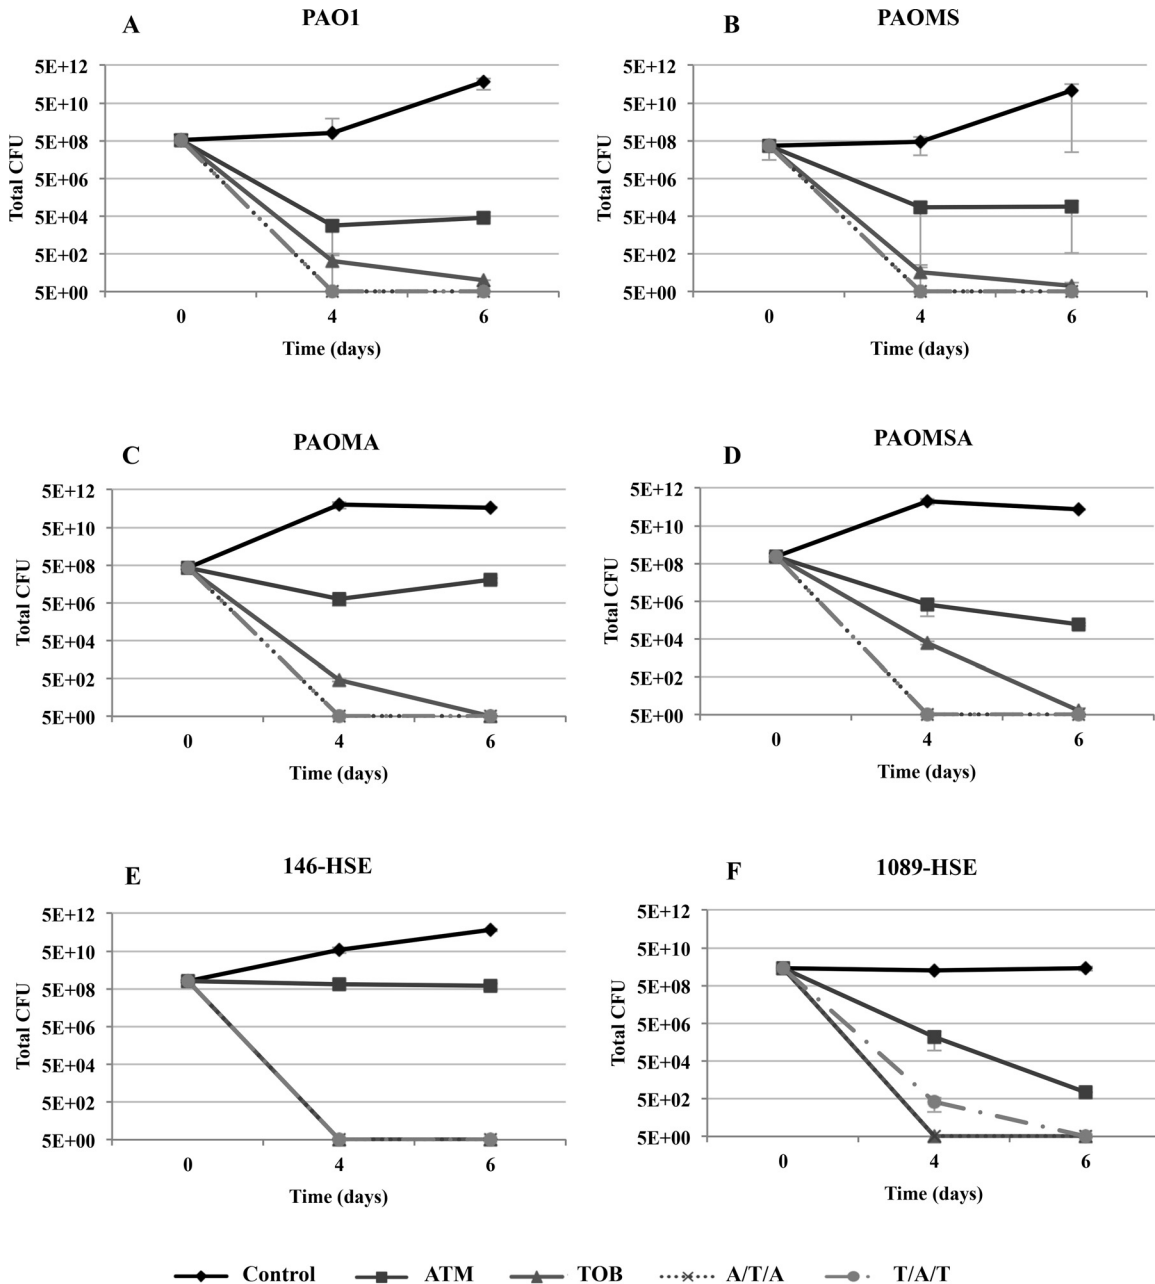 A PAO1
Total CFU
5E+12
5E+10
5E+08
5E+06
5E+04
5E+02
5E+00
0 4 6
Time (days)
B PAOMS
Total CFU
5E+12
5E+10
5E+08
5E+06
5E+04
5E+02
5E+00
0 4 6
Time (days)
C PAOMA
Total CFU
5E+12
5E+10
5E+08
5E+06
5E+04
5E+02
5E+00
0 4 6
Time (days)
D PAOMSA
Total CFU
5E+12
5E+10
5E+08
5E+06
5E+04
5E+02
5E+00
0 4 6
Time (days)
E 146-HSE
Total CFU
5E+12
5E+10
5E+08
5E+06
5E+04
5E+02
5E+00
0 4 6
Time (days)
F 1089-HSE
Total CFU
5E+12
5E+10
5E+08
5E+06
5E+04
5E+02
5E+00
0 4 6
Time (days)
Control ATM TOB A/T/A T/A/T